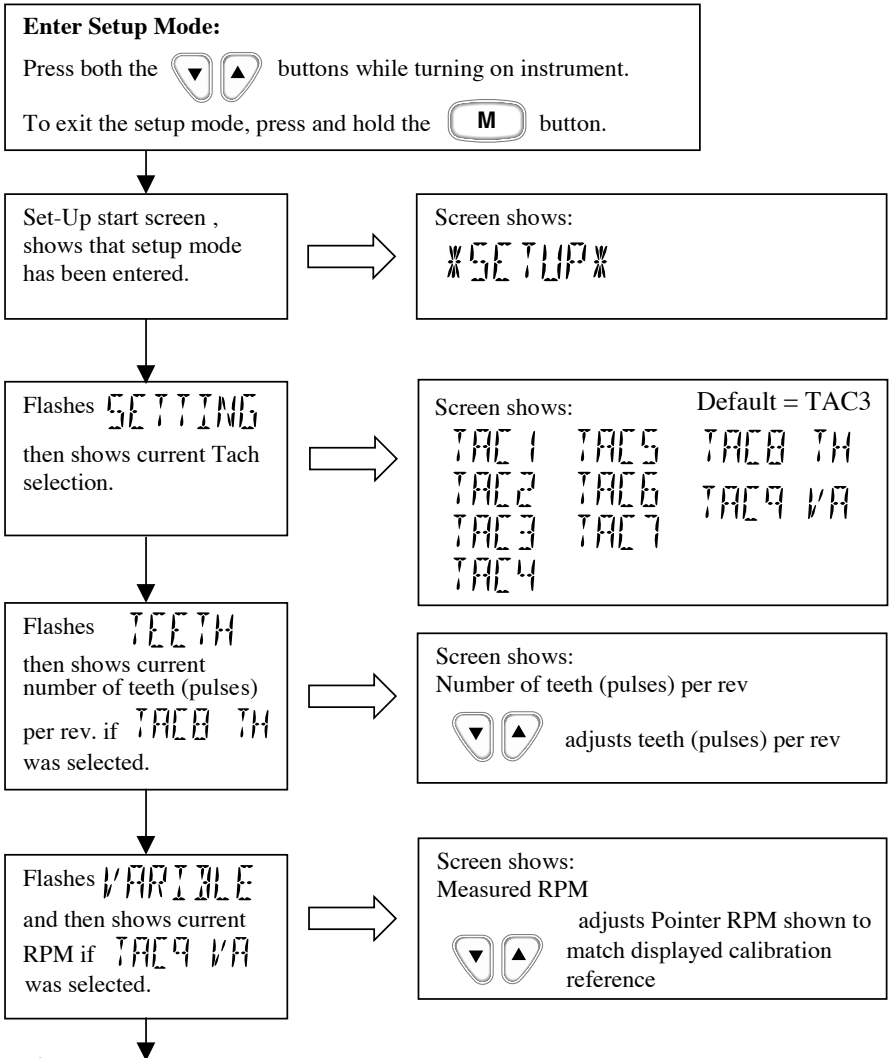 Enter Setup Mode:
Press both the ▼ ▲ buttons while turning on instrument.
To exit the setup mode, press and hold the M button.
Set-Up start screen ,
shows that setup mode
has been entered.
Screen shows:
*SETUP*
Flashes SETTING
then shows current Tach
selection.
Screen shows: Default = TAC3
TAC1 TAC5 TAC8 TH
TAC2 TAC6 TAC9 VA
TAC3 TAC7
TAC4
Flashes TEETH
then shows current
number of teeth (pulses)
per rev. if TAC8 TH
was selected.
Screen shows:
Number of teeth (pulses) per rev
▼ ▲ adjusts teeth (pulses) per rev
Flashes VARIBLE
and then shows current
RPM if TAC9 VA
was selected.
Screen shows:
Measured RPM
adjusts Pointer RPM shown to
▼ ▲ match displayed calibration
reference